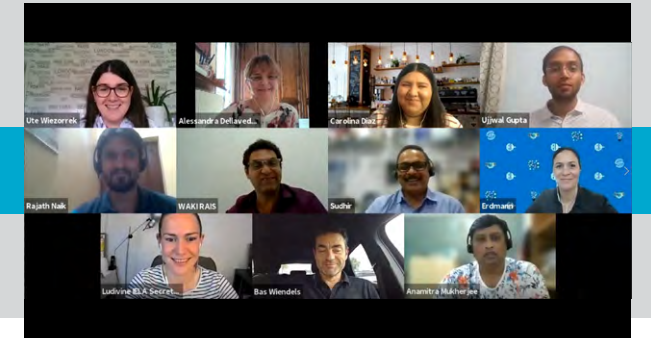 Ute Wiezorrek
Alessandra Dellaved...
Carolina Diaz
Ujjwal Gupta
Rajath Naik
WAKI RAIS
Sudhir
Erdmann
Ludivine ELA Secret...
Bas Wiendels
Anamitra Mukherjee